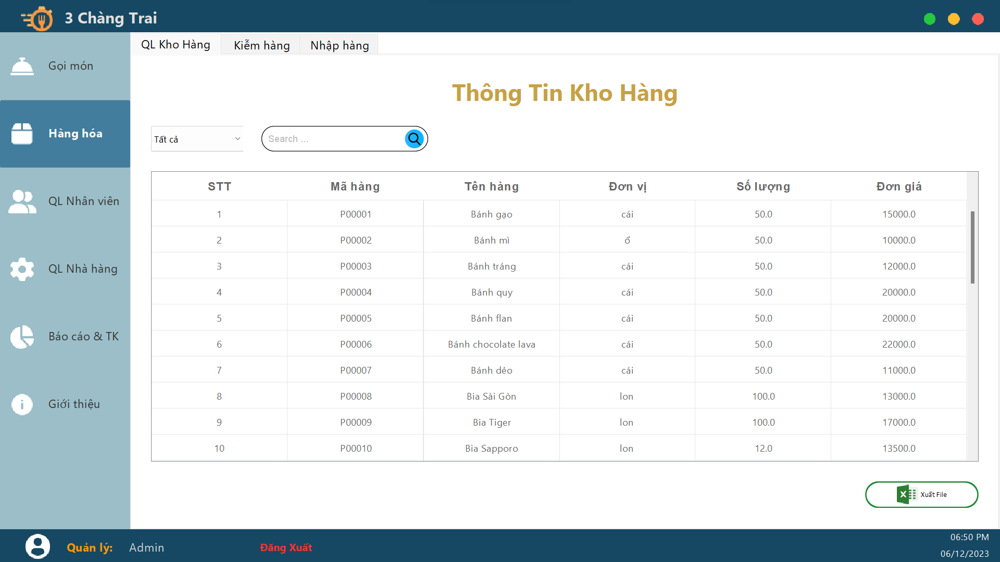 3 Chàng Trai
QL Kho Hàng Kiễm hàng Nhập hàng
Gọi món
Hàng hóa
QL Nhân viên
QL Nhà hàng
Báo cáo & TK
Giới thiệu
Thông Tin Kho Hàng
Tất cả Search ...
STT Mã hàng Tên hàng Đơn vị Số lượng Đơn giá
1 P00001 Bánh gạo cái 50.0 15000.0
2 P00002 Bánh mì ổ 50.0 10000.0
3 P00003 Bánh tráng cái 50.0 12000.0
4 P00004 Bánh quy cái 50.0 20000.0
5 P00005 Bánh flan cái 50.0 20000.0
6 P00006 Bánh chocolate lava cái 50.0 22000.0
7 P00007 Bánh dẻo cái 50.0 11000.0
8 P00008 Bia Sài Gòn lon 100.0 13000.0
9 P00009 Bia Tiger lon 100.0 17000.0
10 P00010 Bia Sapporo lon 12.0 13500.0
Xuất File
Quản lý: Admin Đăng Xuất
06:50 PM
06/12/2023